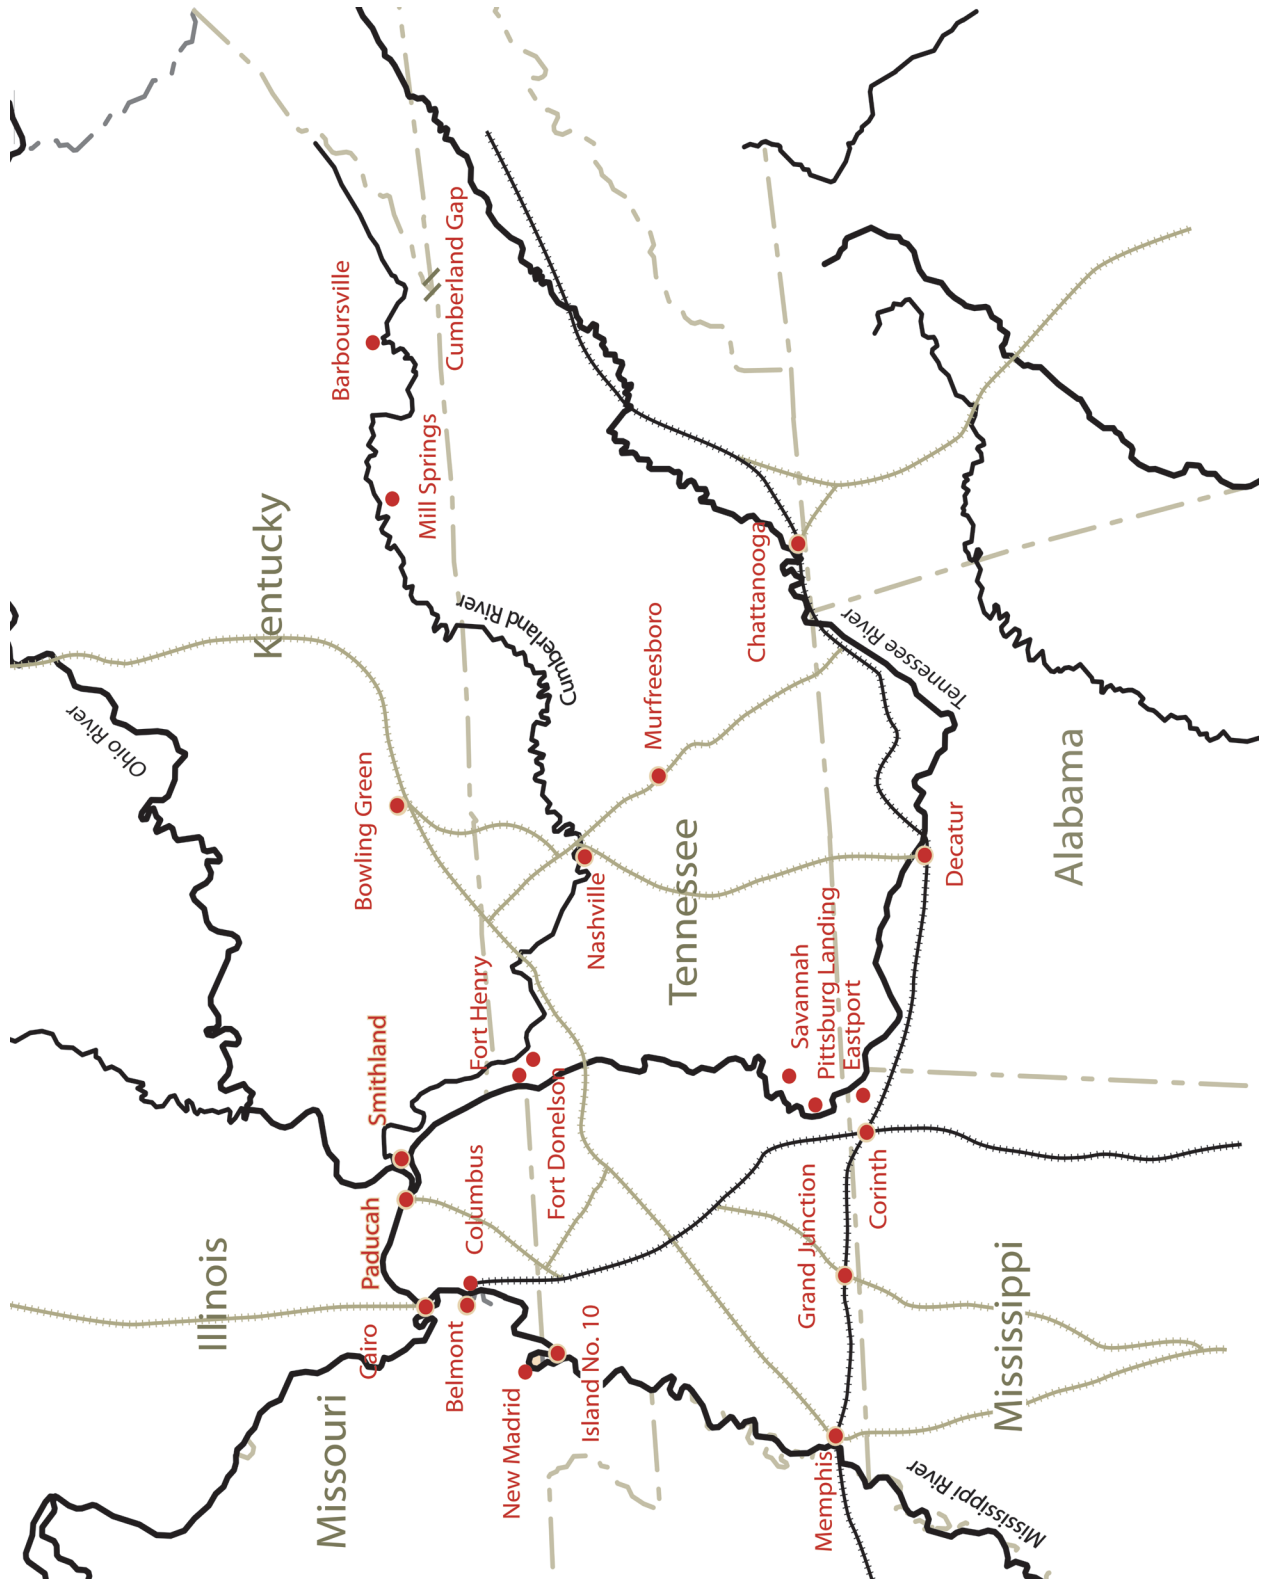 Kentucky
Illinois
Missouri
Tennessee
Alabama
Mississippi
Ohio River
Cumberland River
Tennessee River
Mississippi River
Barboursville
Cumberland Gap
Mill Springs
Bowling Green
Smithland
Paducah
Cairo
Columbus
Belmont
New Madrid
Island No. 10
Fort Henry
Fort Donelson
Nashville
Murfreesboro
Chattanooga
Savannah
Pittsburg Landing
Eastport
Decatur
Corinth
Grand Junction
Memphis